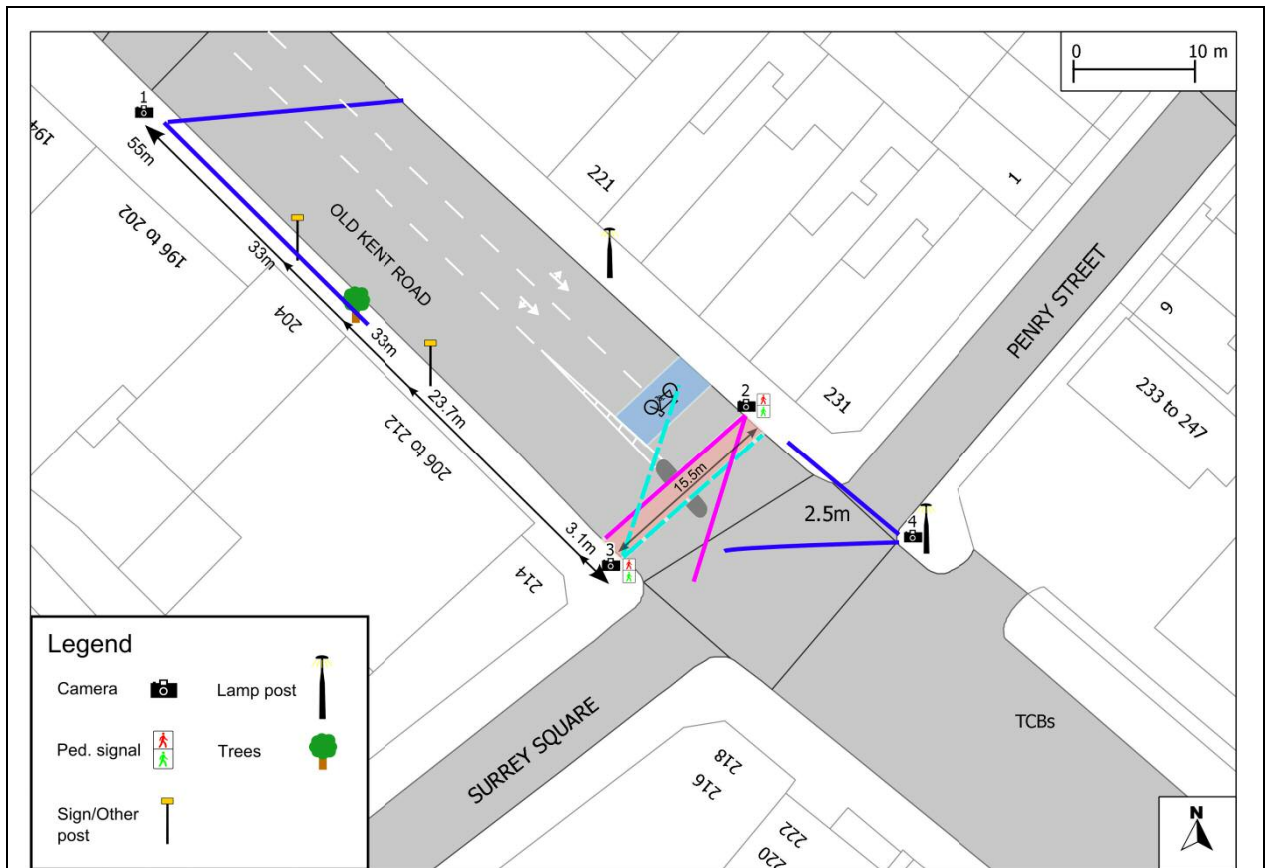 0 10 m
1
194
55m
221
1
196 to 202
OLD KENT ROAD
33m
PENRY STREET
9
204
33m
23.7m
2
231
233 to 247
206 to 212
15.5m
2.5m
4
3.1m
3
214
Legend
Camera
Lamp post
Ped. signal
Trees
Sign/Other
post
SURREY SQUARE
TCBs
218
216
222
220
N